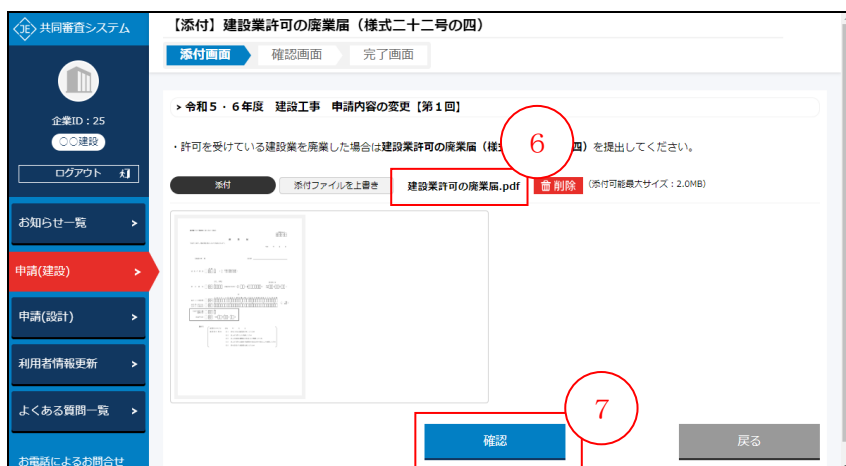 JE 共同審査システム
企業ID：25
〇〇建設
ログアウト
お知らせ一覧 >
申請(建設) >
申請(設計) >
利用者情報更新 >
よくある質問一覧 >
お電話によるお問合せ
【添付】建設業許可の廃業届（様式二十二号の四）
添付画面 確認画面 完了画面
> 令和５・６年度 建設工事 申請内容の変更【第１回】
・許可を受けている建設業を廃業した場合は建設業許可の廃業届（様 四）を提出してください。
6
添付 添付ファイルを上書き 建設業許可の廃業届.pdf 削除 (添付可能最大サイズ：2.0MB)
7
確認 戻る